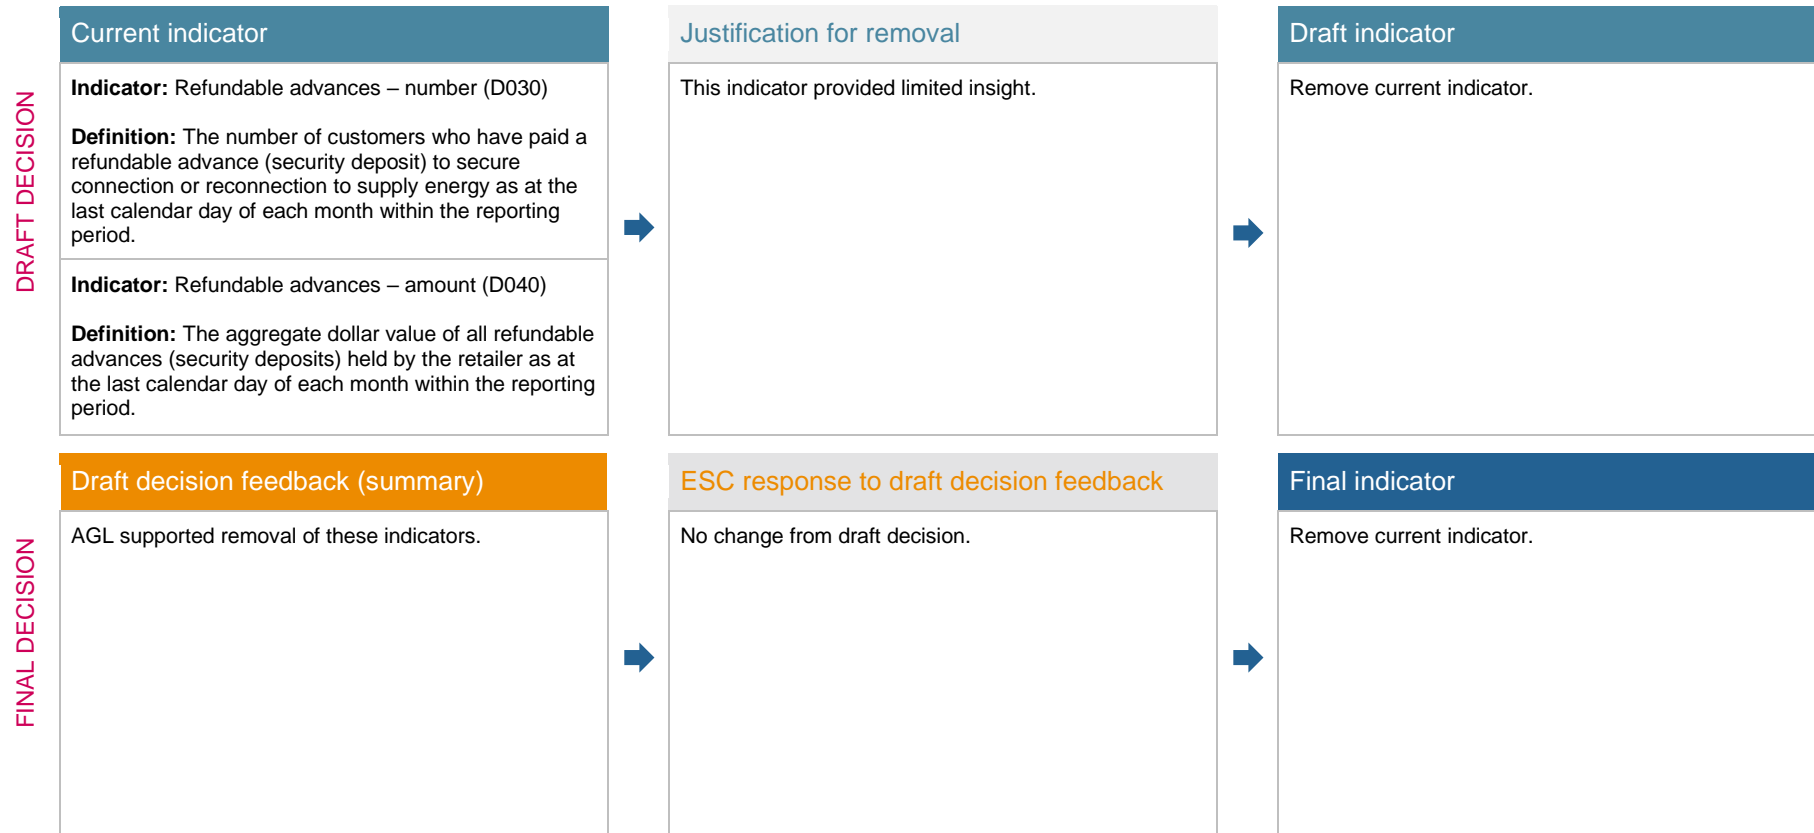 DRAFT DECISION
Current indicator
Indicator: Refundable advances – number (D030)
Definition: The number of customers who have paid a
refundable advance (security deposit) to secure
connection or reconnection to supply energy as at the
last calendar day of each month within the reporting
period.
Indicator: Refundable advances – amount (D040)
Definition: The aggregate dollar value of all refundable
advances (security deposits) held by the retailer as at
the last calendar day of each month within the reporting
period.
Justification for removal
This indicator provided limited insight.
Draft indicator
Remove current indicator.
FINAL DECISION
Draft decision feedback (summary)
AGL supported removal of these indicators.
ESC response to draft decision feedback
No change from draft decision.
Final indicator
Remove current indicator.